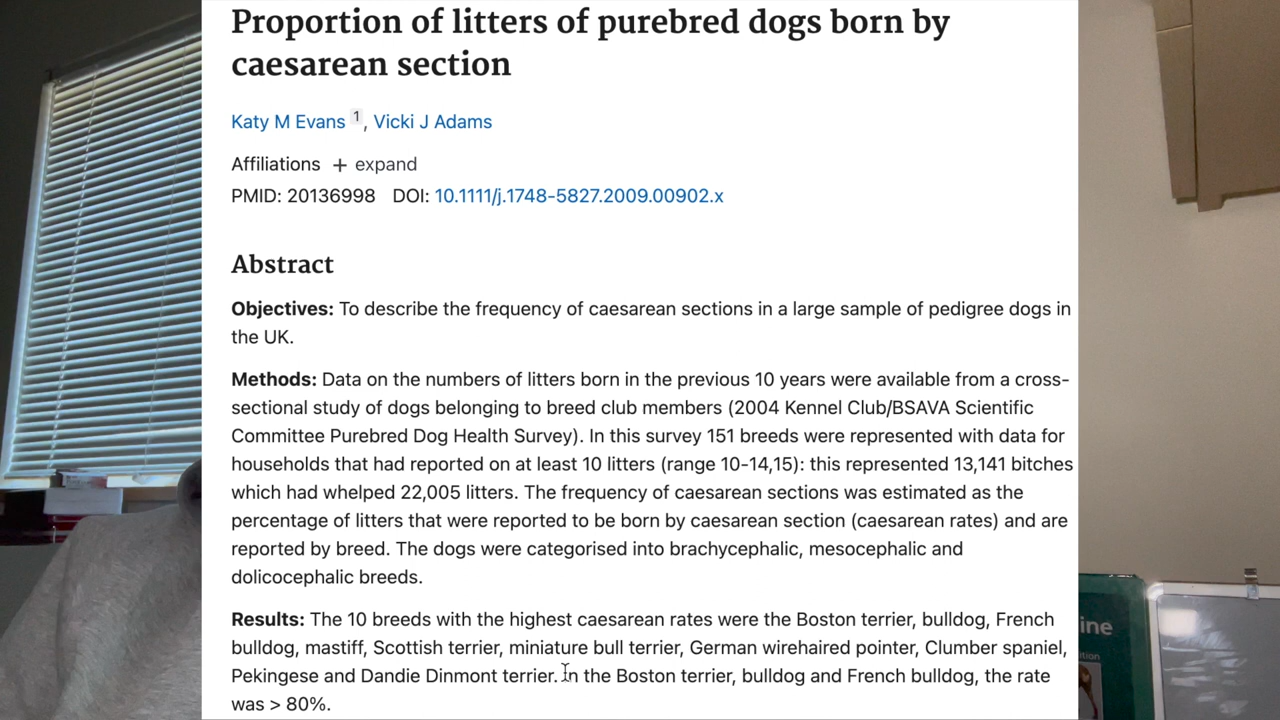 Proportion of litters of purebred dogs born by
caesarean section
Katy M Evans 1, Vicki J Adams
Affiliations + expand
PMID: 20136998 DOI: 10.1111/j.1748-5827.2009.00902.x
Abstract
Objectives: To describe the frequency of caesarean sections in a large sample of pedigree dogs in
the UK.
Methods: Data on the numbers of litters born in the previous 10 years were available from a cross-
sectional study of dogs belonging to breed club members (2004 Kennel Club/BSAVA Scientific
Committee Purebred Dog Health Survey). In this survey 151 breeds were represented with data for
households that had reported on at least 10 litters (range 10-14,15): this represented 13,141 bitches
which had whelped 22,005 litters. The frequency of caesarean sections was estimated as the
percentage of litters that were reported to be born by caesarean section (caesarean rates) and are
reported by breed. The dogs were categorised into brachycephalic, mesocephalic and
dolicocephalic breeds.
Results: The 10 breeds with the highest caesarean rates were the Boston terrier, bulldog, French
bulldog, mastiff, Scottish terrier, miniature bull terrier, German wirehaired pointer, Clumber spaniel,
Pekingese and Dandie Dinmont terrier. In the Boston terrier, bulldog and French bulldog, the rate
was > 80%.
ine